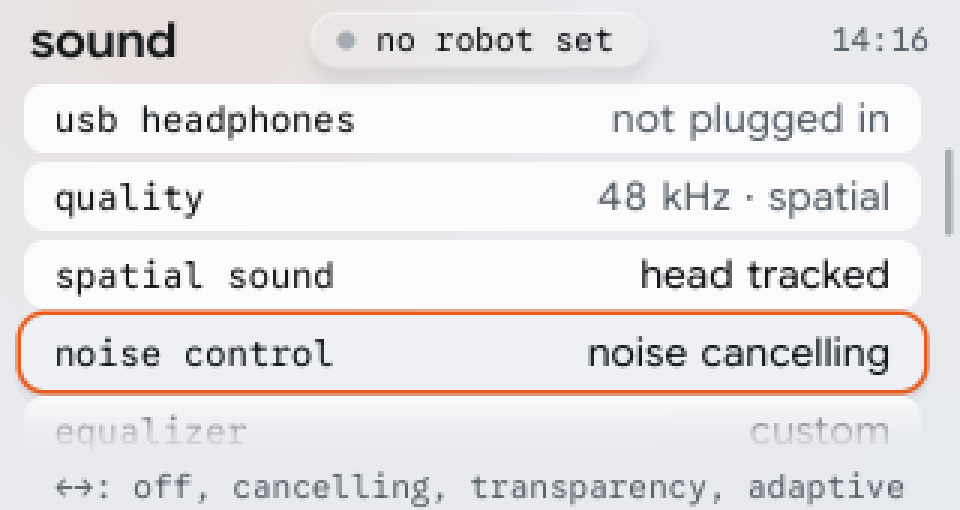 sound
no robot set
14:16
usb headphones not plugged in
quality 48 kHz · spatial
spatial sound head tracked
noise control noise cancelling
equalizer custom
↔: off, cancelling, transparency, adaptive